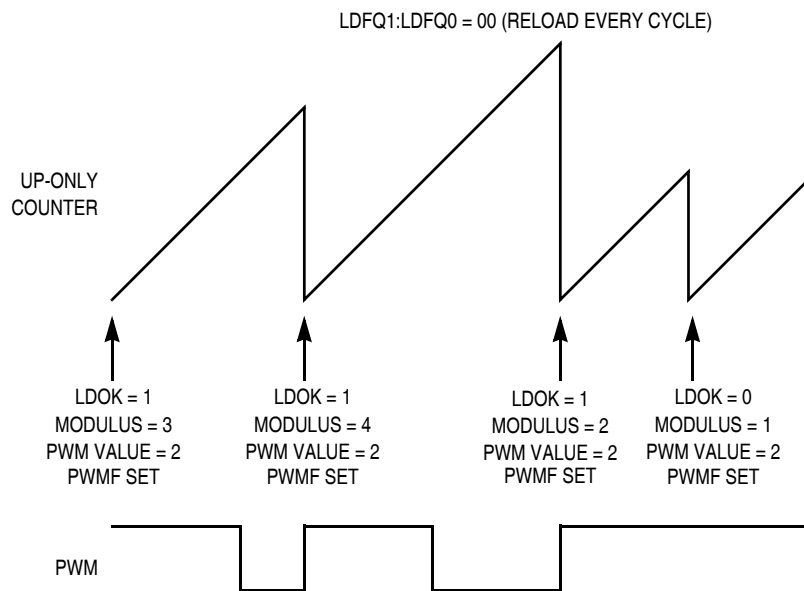 LDFQ1:LDFQ0 = 00 (RELOAD EVERY CYCLE)
UP-ONLY
COUNTER
LDOK = 1
MODULUS = 3
PWM VALUE = 2
PWMF SET
LDOK = 1
MODULUS = 4
PWM VALUE = 2
PWMF SET
LDOK = 1
MODULUS = 2
PWM VALUE = 2
PWMF SET
LDOK = 0
MODULUS = 1
PWM VALUE = 2
PWMF SET
PWM